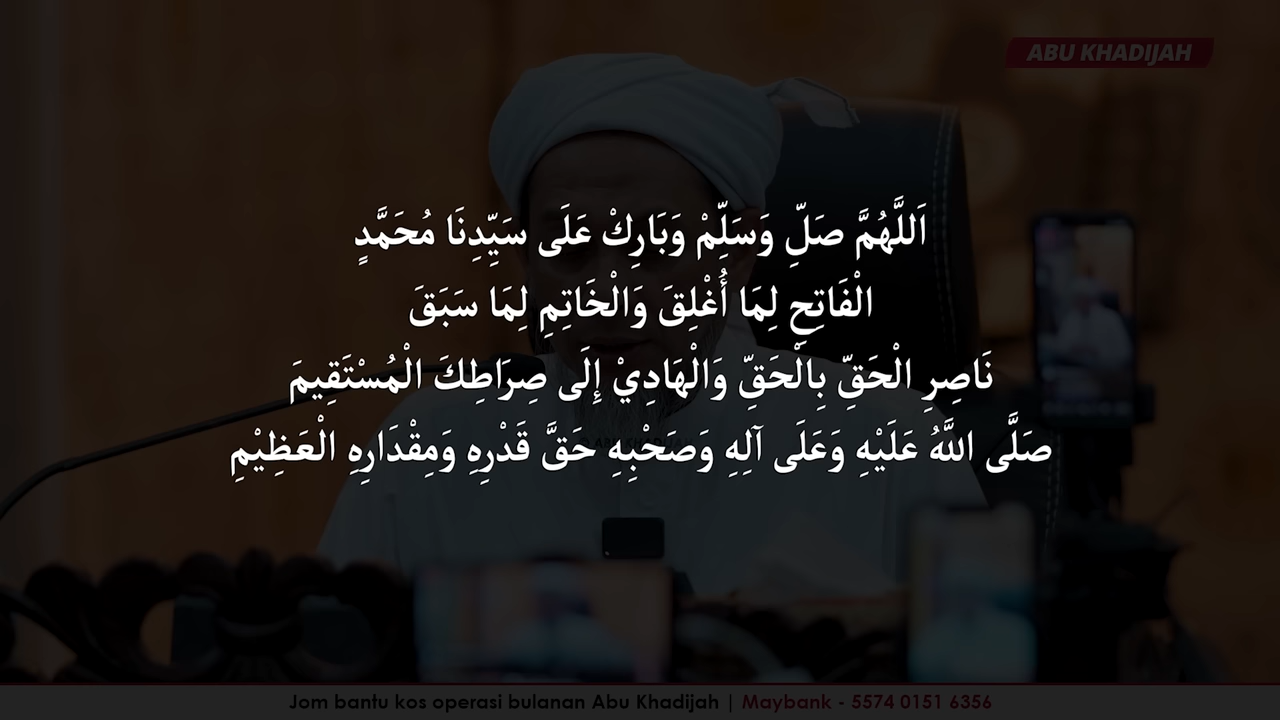 ABU KHADIJAH
اَللَّهُمَّ صَلِّ وَسَلِّمْ وَبَارِكْ عَلَى سَيِّدِنَا مُحَمَّدٍ
الْفَاتِحِ لِمَا أُغْلِقَ وَالْخَاتِمِ لِمَا سَبَقَ
نَاصِرِ الْحَقِّ بِالْحَقِّ وَالْهَادِيْ إِلَى صِرَاطِكَ الْمُسْتَقِيمَ
صَلَّى اللَّهُ عَلَيْهِ وَعَلَى آلِهِ وَصَحْبِهِ حَقَّ قَدْرِهِ وَمِقْدَارِهِ الْعَظِيْمِ
Jom bantu kos operasi bulanan Abu Khadijah | Maybank - 5574 0151 6356